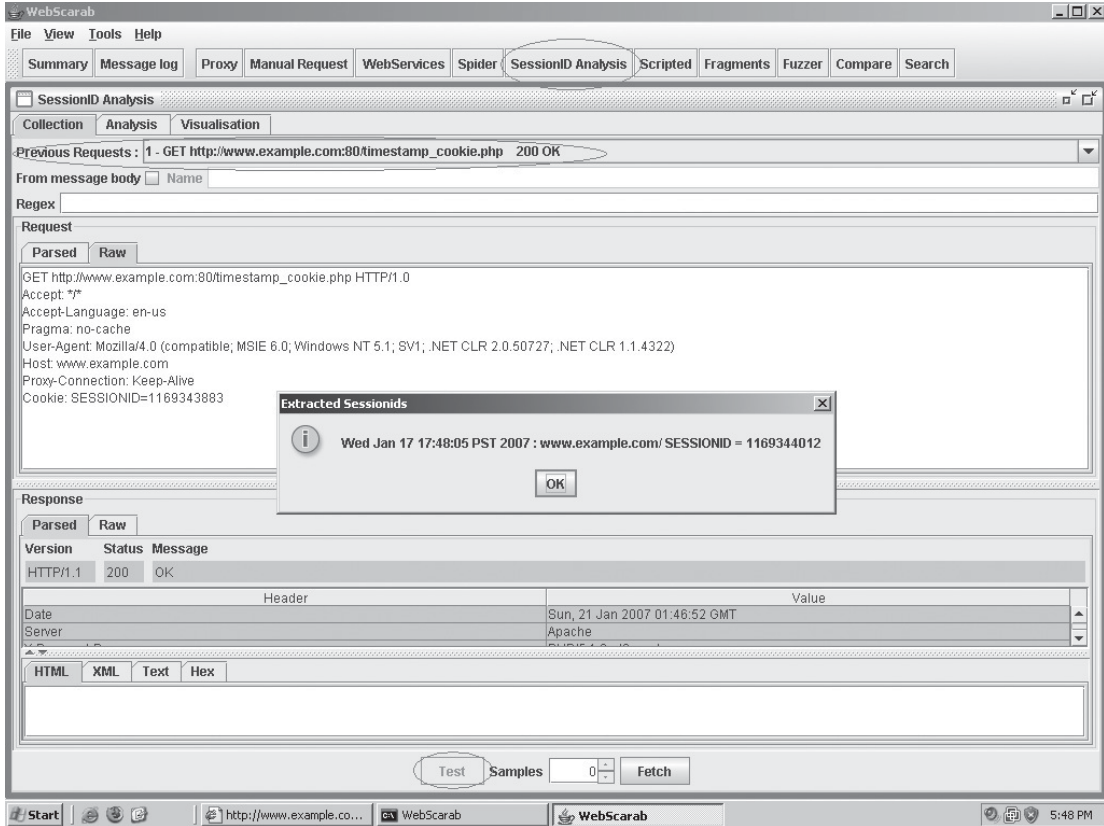 WebScarab
File View Tools Help
Summary Message log Proxy Manual Request WebServices Spider SessionID Analysis Scripted Fragments Fuzzer Compare Search
SessionID Analysis
Collection Analysis Visualisation
Previous Requests : 1 - GET http://www.example.com:80/timestamp_cookie.php 200 OK
From message body Name
Regex
Request
Parsed Raw
GET http://www.example.com:80/timestamp_cookie.php HTTP/1.0
Accept: */*
Accept-Language: en-us
Pragma: no-cache
User-Agent: Mozilla/4.0 (compatible; MSIE 6.0; Windows NT 5.1; SV1; .NET CLR 2.0.50727; .NET CLR 1.1.4322)
Host: www.example.com
Proxy-Connection: Keep-Alive
Cookie: SESSIONID=1169343883
Extracted Sessionids
Wed Jan 17 17:48:05 PST 2007 : www.example.com/ SESSIONID = 1169344012
OK
Response
Parsed Raw
Version Status Message
HTTP/1.1 200 OK
Header Value
Date Sun, 21 Jan 2007 01:46:52 GMT
Server Apache
HTML XML Text Hex
Test Samples 0 Fetch
Start http://www.example.co... WebScarab WebScarab 5:48 PM